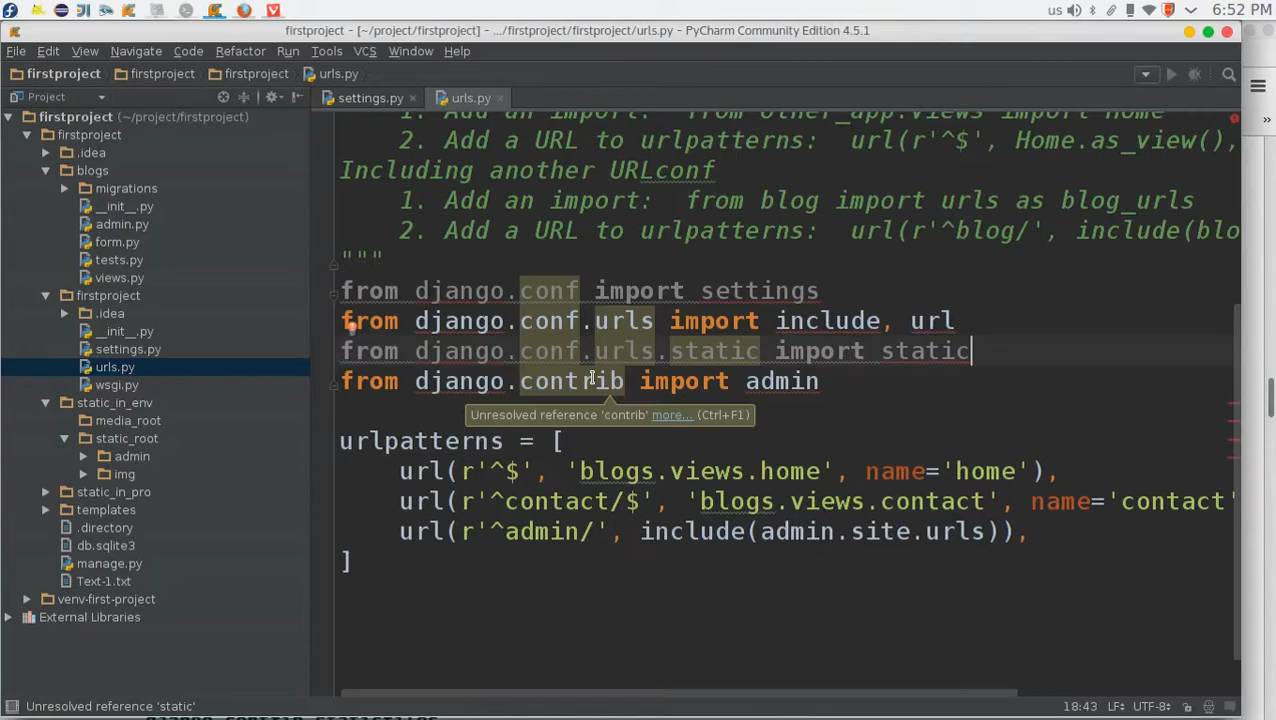 us
6:52 PM
firstproject - [~/project/firstproject] - .../firstproject/firstproject/urls.py - PyCharm Community Edition 4.5.1
File Edit View Navigate Code Refactor Run Tools VCS Window Help
firstproject firstproject firstproject urls.py
Project
settings.py urls.py
firstproject (~/project/firstproject)
firstproject
.idea
blogs
migrations
__init__.py
admin.py
form.py
tests.py
views.py
firstproject
.idea
__init__.py
settings.py
urls.py
wsgi.py
static_in_env
media_root
static_root
admin
img
static_in_pro
templates
.directory
db.sqlite3
manage.py
Text-1.txt
venv-first-project
External Libraries
1. Add an import:  from other_app.views import Home
2. Add a URL to urlpatterns:  url(r'^$', Home.as_view(),
Including another URLconf
1. Add an import:  from blog import urls as blog_urls
2. Add a URL to urlpatterns:  url(r'^blog/', include(blo
"""
from django.conf import settings
from django.conf.urls import include, url
from django.conf.urls.static import static
from django.contrib import admin
Unresolved reference 'contrib' more... (Ctrl+F1)
urlpatterns = [
url(r'^$', 'blogs.views.home', name='home'),
url(r'^contact/$', 'blogs.views.contact', name='contact'
url(r'^admin/', include(admin.site.urls)),
]
Unresolved reference 'static'
18:43 LF÷ UTF-8÷